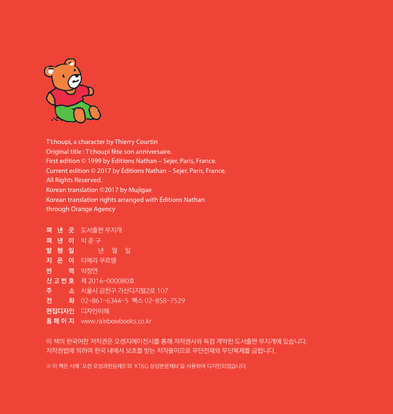 T'choupi, a character by Thierry Courtin
Original title : T'choupi fête son anniversaire.
First edition © 1999 by Éditions Nathan – Sejer, Paris, France.
Current edition © 2017 by Éditions Nathan – Sejer, Paris, France.
All Rights Reserved.
Korean translation ©2017 by Mujigae
Korean translation rights arranged with Éditions Nathan
through Orange Agency
펴 낸 곳 도서출판 무지개
펴 낸 이 박 준 구
발 행 일 년 월 일
지 은 이 티에리 쿠르탱
번 역 박정연
신 고 번 호 제 2016-000080호
주 소 서울시 금천구 가산디지털2로 107
전 화 02-861-6344~5 팩스 02-858-7529
편집디자인 디자인이레
홈 페 이 지 www.rainbowbooks.co.kr
이 책의 한국어판 저작권은 오렌지에이전시를 통해 저작권사와 독점 계약한 도서출판 무지개에 있습니다.
저작권법에 의하여 한국 내에서 보호를 받는 저작물이므로 무단전재와 무단복제를 금합니다.
※ 이 책은 서체 '포천 오성과한음체R'와 'KT&G 상상본문체M'을 사용하여 디자인되었습니다.